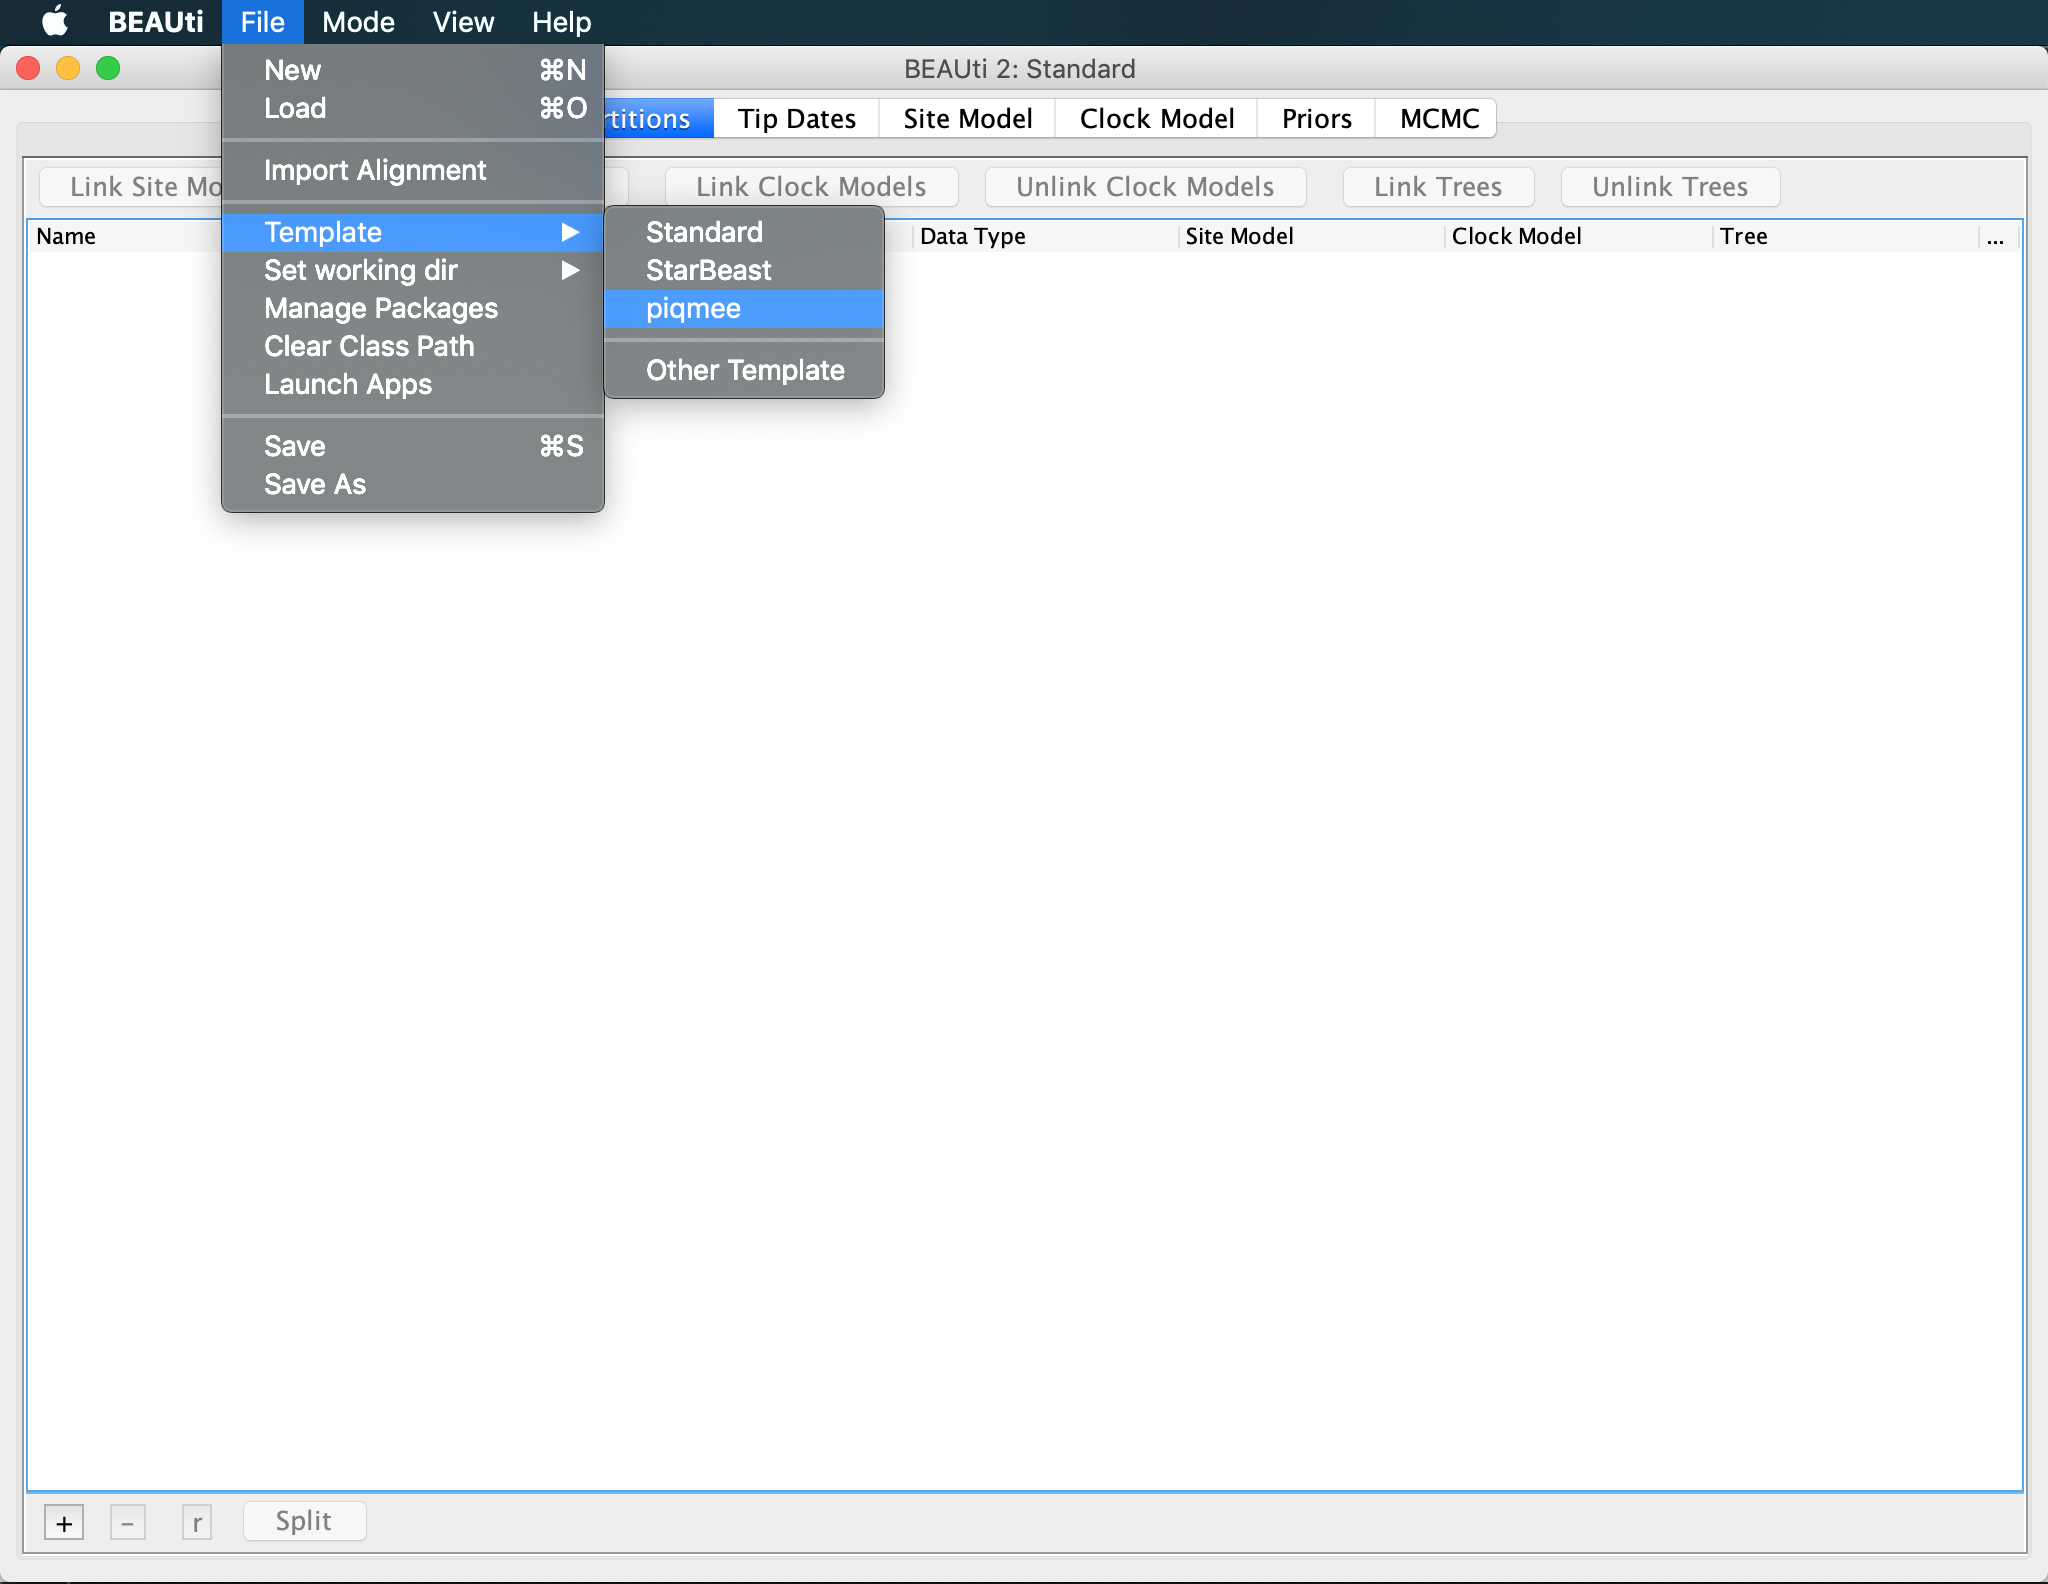 BEAUti File Mode View Help
BEAUti 2: Standard
New ⌘N
Load ⌘O
Import Alignment
Template ▶
Set working dir ▶
Manage Packages
Clear Class Path
Launch Apps
Save ⌘S
Save As
Standard
StarBeast
piqmee
Other Template
rtitions Tip Dates Site Model Clock Model Priors MCMC
Link Site Mo Link Clock Models Unlink Clock Models Link Trees Unlink Trees
Name Data Type Site Model Clock Model Tree ...
+ - r Split